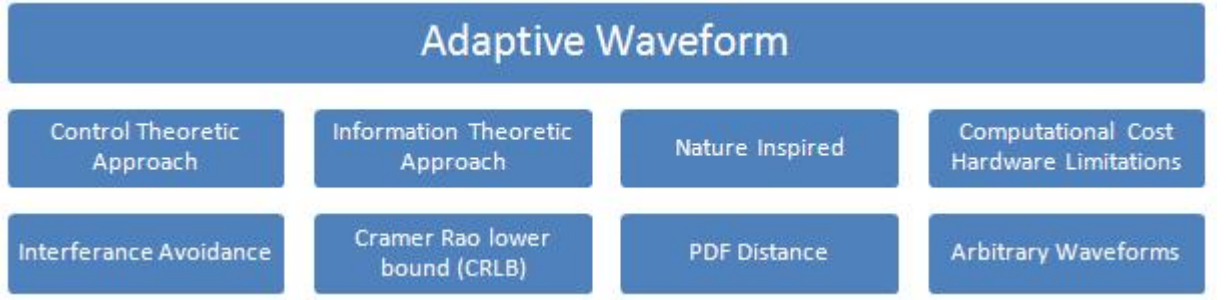 Adaptive Waveform
Control Theoretic
Approach
Information Theoretic
Approach
Nature Inspired
Computational Cost
Hardware Limitations
Interferance Avoidance
Cramer Rao lower
bound (CRLB)
PDF Distance
Arbitrary Waveforms